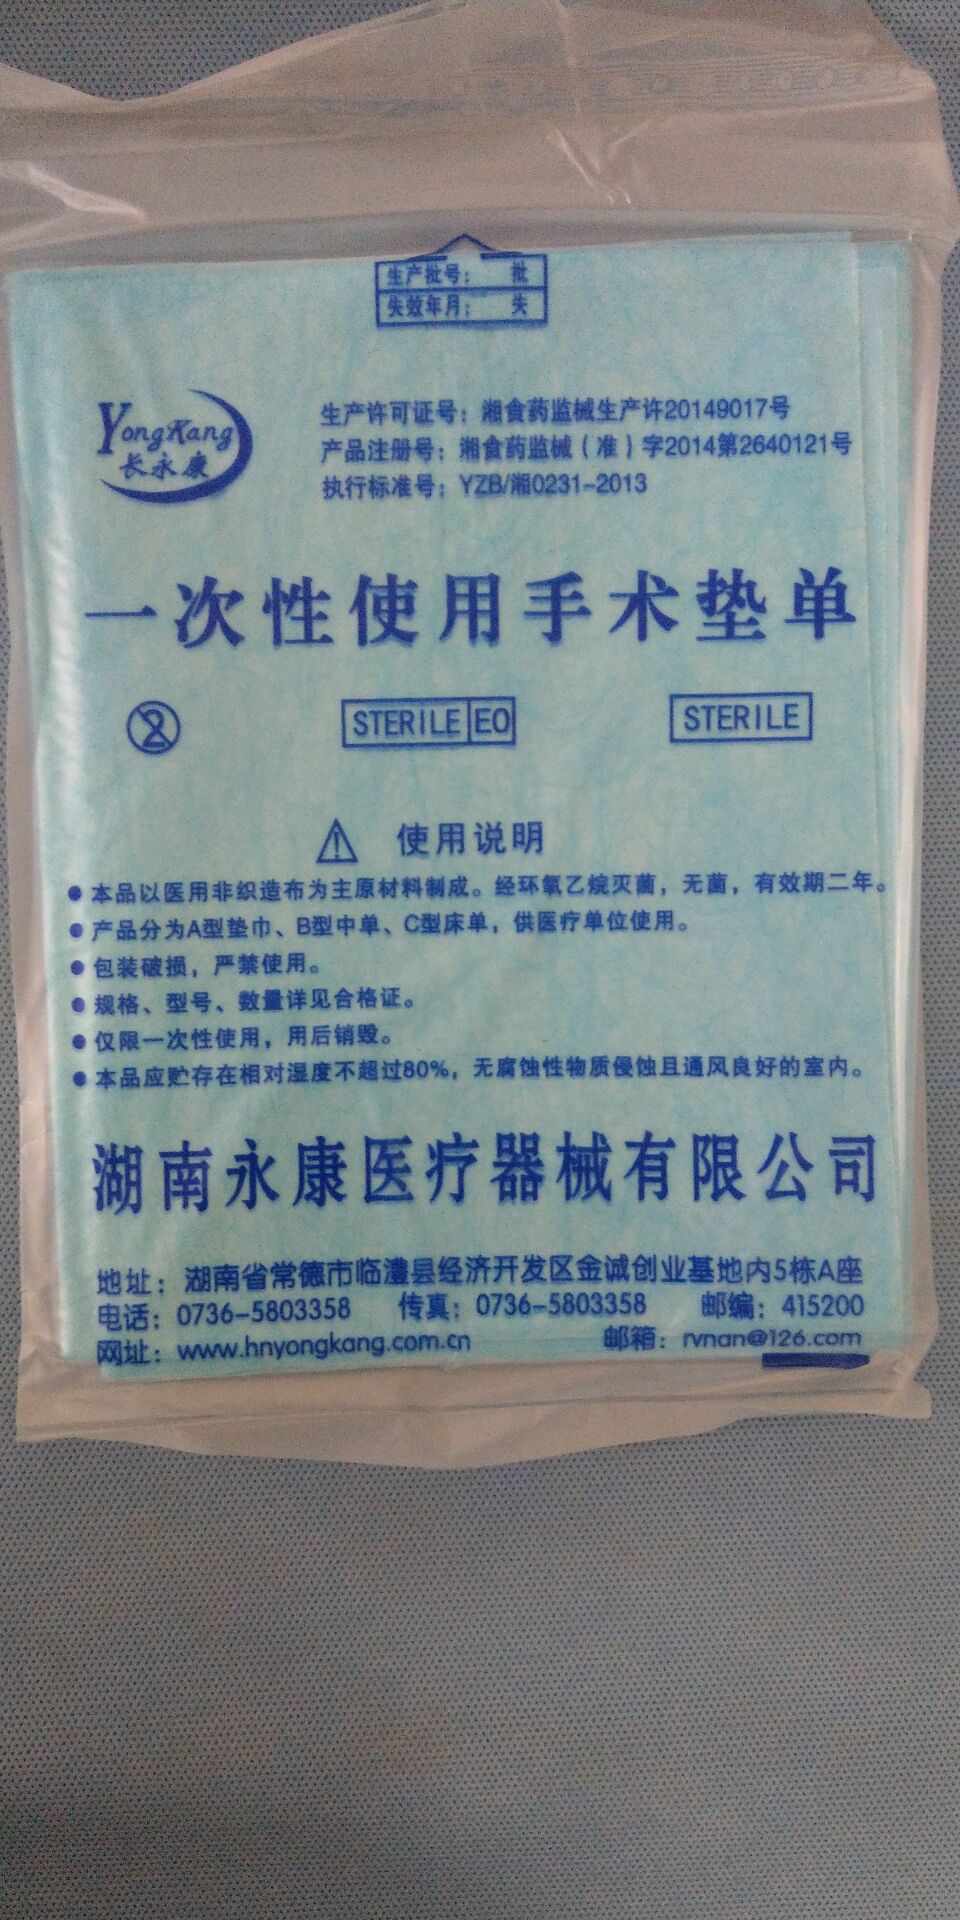 生产批号: 批
失效年月: 失
YongKang
长永康
生产许可证号: 湘食药监械生产许20149017号
产品注册号: 湘食药监械(准)字2014第2640121号
执行标准号: YZB/湘0231-2013
一次性使用手术垫单
2
STERILE EO
STERILE
使用说明
●本品以医用非织造布为主原材料制成。经环氧乙烷灭菌，无菌，有效期二年。
●产品分为A型垫巾、B型中单、C型床单，供医疗单位使用。
●包装破损，严禁使用。
●规格、型号、数量详见合格证。
●仅限一次性使用，用后销毁。
●本品应贮存在相对湿度不超过80%，无腐蚀性物质侵蚀且通风良好的室内。
湖南永康医疗器械有限公司
地址: 湖南省常德市临澧县经济开发区金诚创业基地内5栋A座
电话: 0736-5803358 传真: 0736-5803358 邮编: 415200
网址: www.hnyongkang.com.cn 邮箱: rvnan@126.com